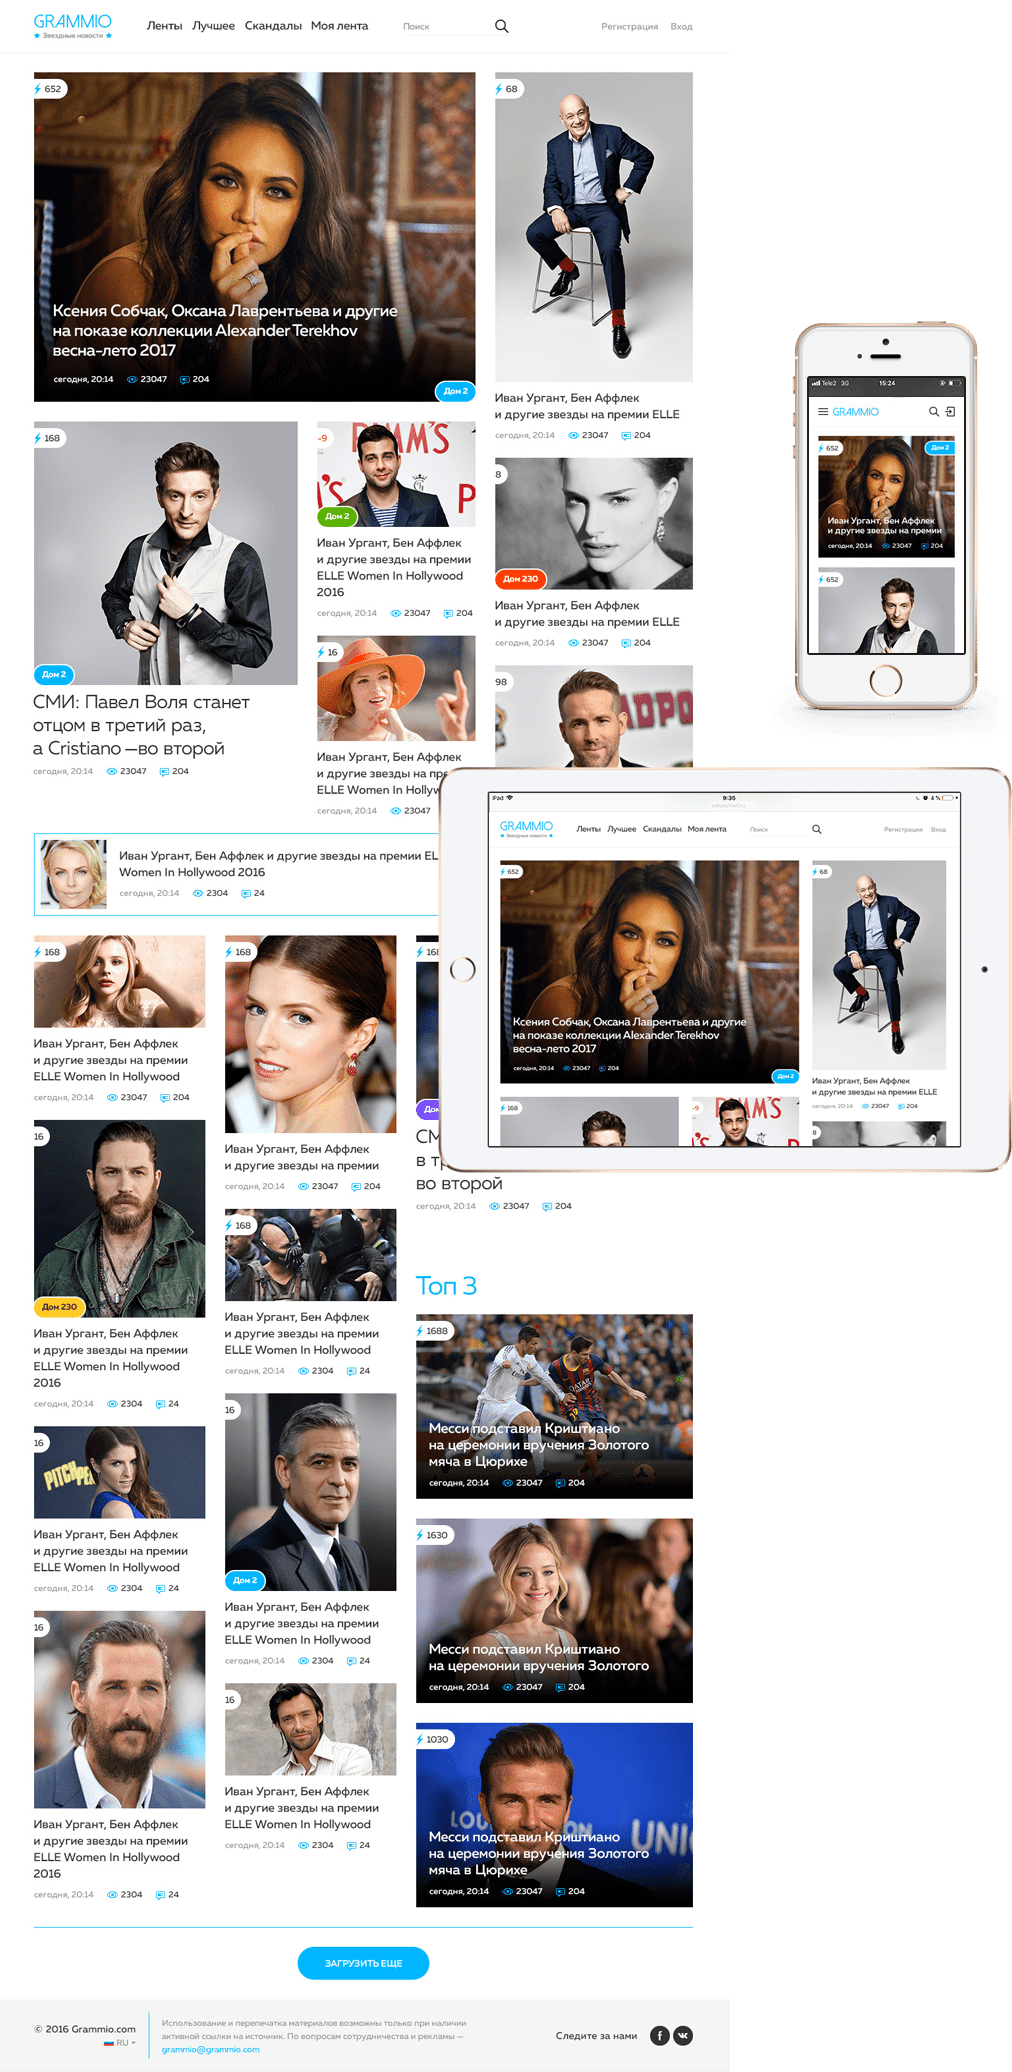 GRAMMIO
Звездные новости
Ленты Лучшее Скандалы Моя лента
Поиск
Регистрация Вход
652
Ксения Собчак, Оксана Лаврентьева и другие
на показе коллекции Alexander Terekhov
весна-лето 2017
сегодня, 20:14 23047 204
Дом 2
68
Иван Ургант, Бен Аффлек
и другие звезды на премии ELLE
сегодня, 20:14 23047 204
168
Дом 2
СМИ: Павел Воля станет
отцом в третий раз,
а Cristiano —во второй
сегодня, 20:14 23047 204
-9
Дом 2
Иван Ургант, Бен Аффлек
и другие звезды на премии
ELLE Women In Hollywood
2016
сегодня, 20:14 23047 204
16
Иван Ургант, Бен Аффлек
и другие звезды на пре
ELLE Women In Hollywoo
2016
сегодня, 20:14 23047
8
Дом 230
Иван Ургант, Бен Аффлек
и другие звезды на премии ELLE
сегодня, 20:14 23047 204
98
ADPO
Tele2 3G 15:24
GRAMMIO
652
Дом 2
Иван Ургант, Бен Аффлек
и другие звезды на премии
сегодня, 20:14 23047 204
652
Иван Ургант, Бен Аффлек и другие звезды на премии EL
Women In Hollywood 2016
сегодня, 20:14 2304 24
iPad 9:35 4 %
GRAMMIO
Звездные новости
Ленты Лучшее Скандалы Моя лента
Поиск
Регистрация Вход
652
Ксения Собчак, Оксана Лаврентьева и другие
на показе коллекции Alexander Terekhov
весна-лето 2017
сегодня, 20:14 23047 204
Дом 2
68
Иван Ургант, Бен Аффлек
и другие звезды на премии ELLE
сегодня, 20:14 23047 204
168
-9
8
168
Иван Ургант, Бен Аффлек
и другие звезды на премии
ELLE Women In Hollywood
сегодня, 20:14 23047 204
16
Дом 230
Иван Ургант, Бен Аффлек
и другие звезды на премии
ELLE Women In Hollywood
2016
сегодня, 20:14 2304 24
16
PITCH PE
Иван Ургант, Бен Аффлек
и другие звезды на премии
ELLE Women In Hollywood
сегодня, 20:14 2304 24
16
Иван Ургант, Бен Аффлек
и другие звезды на премии
ELLE Women In Hollywood
2016
сегодня, 20:14 2304 24
168
Иван Ургант, Бен Аффлек
и другие звезды на премии
сегодня, 20:14 23047 204
168
Иван Ургант, Бен Аффлек
и другие звезды на премии
ELLE Women In Hollywood
сегодня, 20:14 2304 24
16
Дом 2
Иван Ургант, Бен Аффлек
и другие звезды на премии
ELLE Women In Hollywood
сегодня, 20:14 2304 24
16
Иван Ургант, Бен Аффлек
и другие звезды на премии
ELLE Women In Hollywood
сегодня, 20:14 2304 24
168
СМ
во второй
сегодня, 20:14 23047 204
Топ 3
1688
Месси подставил Криштиано
на церемонии вручения Золотого
мяча в Цюрихе
сегодня, 20:14 23047 204
1630
Месси подставил Криштиано
на церемонии вручения Золотого
сегодня, 20:14 23047 204
1030
Месси подставил Криштиано
на церемонии вручения Золотого
мяча в Цюрихе
сегодня, 20:14 23047 204
ЗАГРУЗИТЬ ЕЩЕ
© 2016 Grammio.com
RU
Использование и перепечатка материалов возможны только при наличии
активной ссылки на источник. По вопросам сотрудничества и рекламы —
grammio@grammio.com
Следите за нами